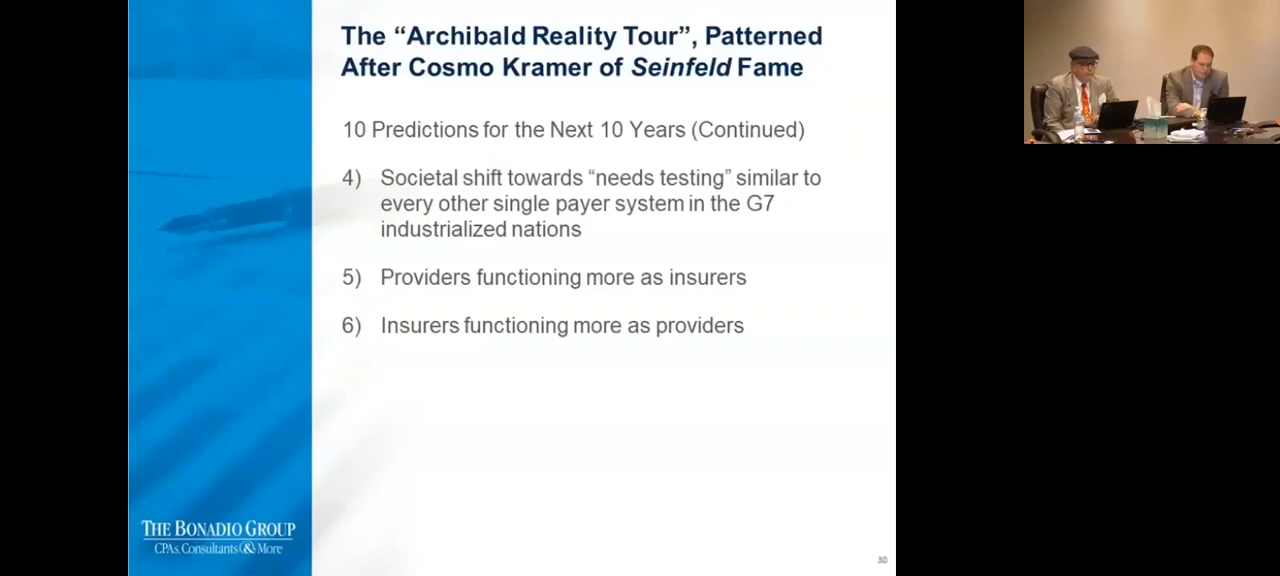 The “Archibald Reality Tour”, Patterned
After Cosmo Kramer of Seinfeld Fame
10 Predictions for the Next 10 Years (Continued)
4) Societal shift towards “needs testing” similar to
every other single payer system in the G7
industrialized nations
5) Providers functioning more as insurers
6) Insurers functioning more as providers
THE BONADIO GROUP
CPAs, Consultants & More
30